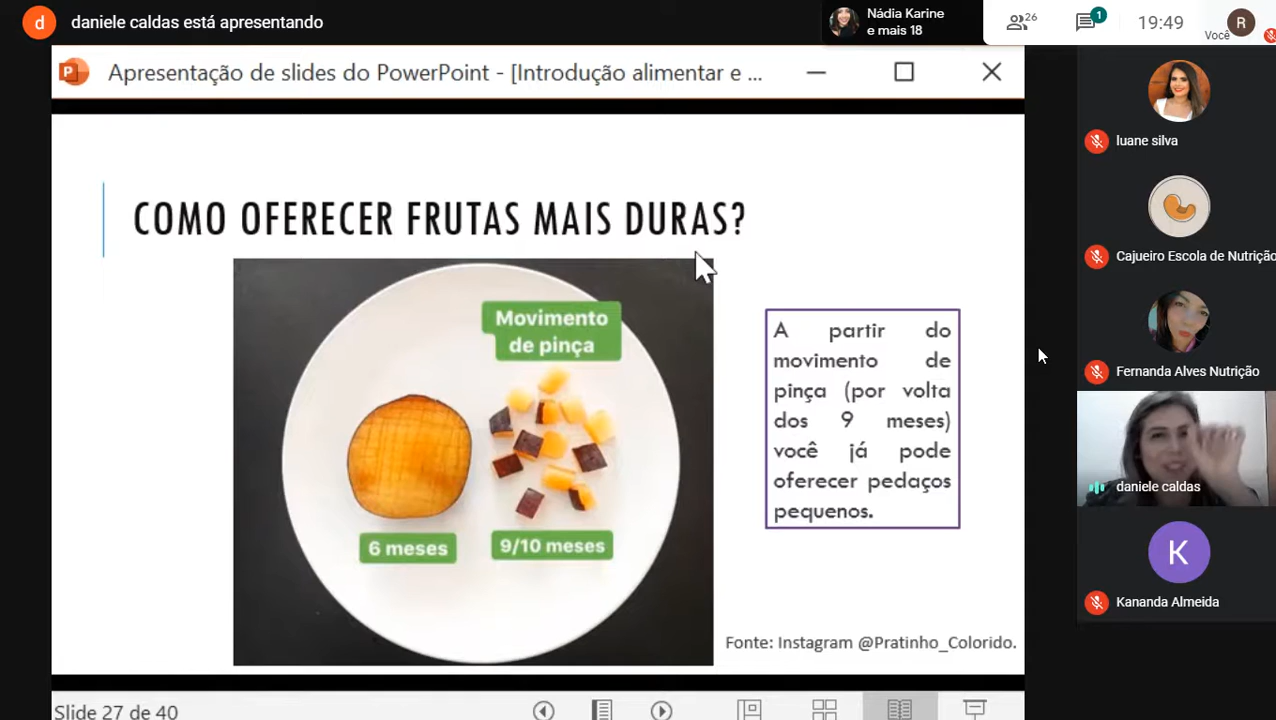 d
daniele caldas está apresentando
Nádia Karine
e mais 18
26
1
19:49
Você
R
P
Apresentação de slides do PowerPoint - [Introdução alimentar e ...
COMO OFERECER FRUTAS MAIS DURAS?
Movimento
de pinça
6 meses
9/10 meses
A partir do
movimento de
pinça (por volta
dos 9 meses)
você já pode
oferecer pedaços
pequenos.
Fonte: Instagram @Pratinho_Colorido.
Slide 27 de 40
luane silva
Cajueiro Escola de Nutrição
Fernanda Alves Nutrição
daniele caldas
K
Kananda Almeida